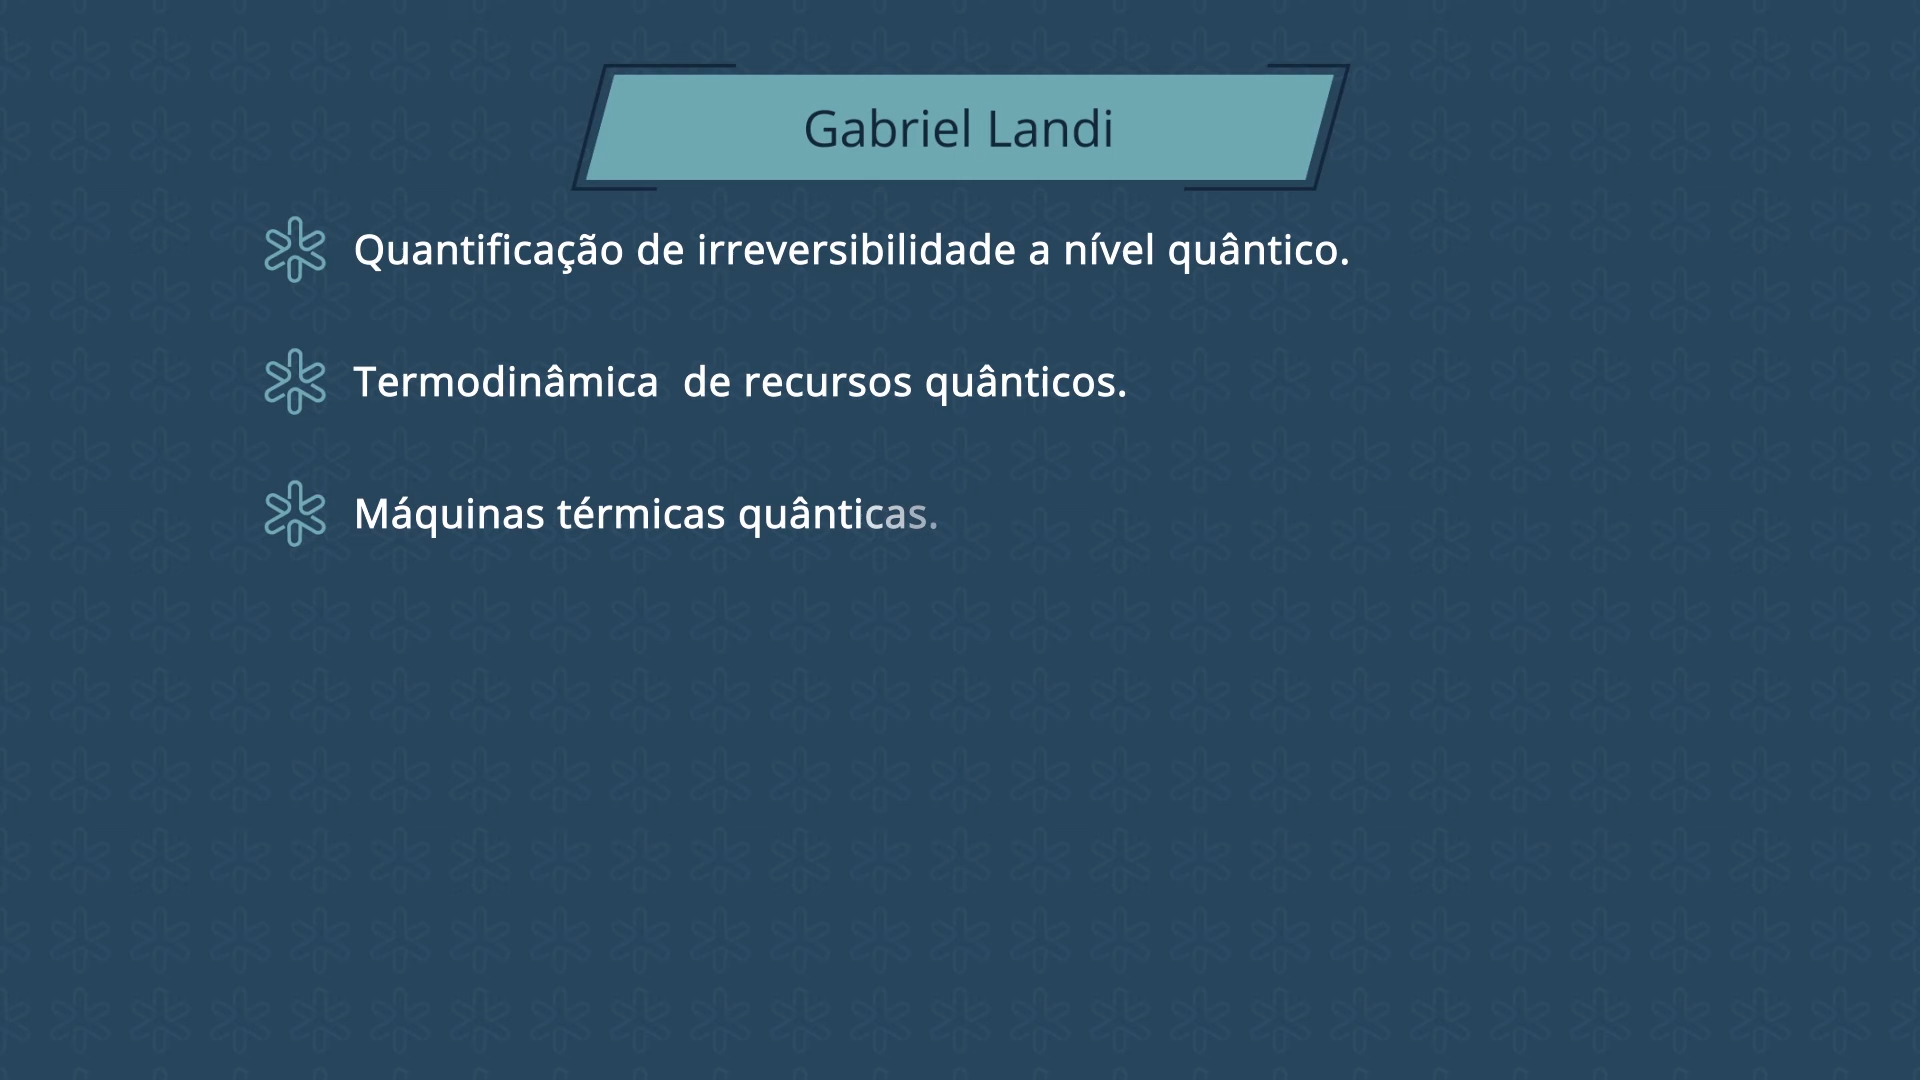 Gabriel Landi
Quantificação de irreversibilidade a nível quântico.
Termodinâmica  de recursos quânticos.
Máquinas térmicas quânticas.